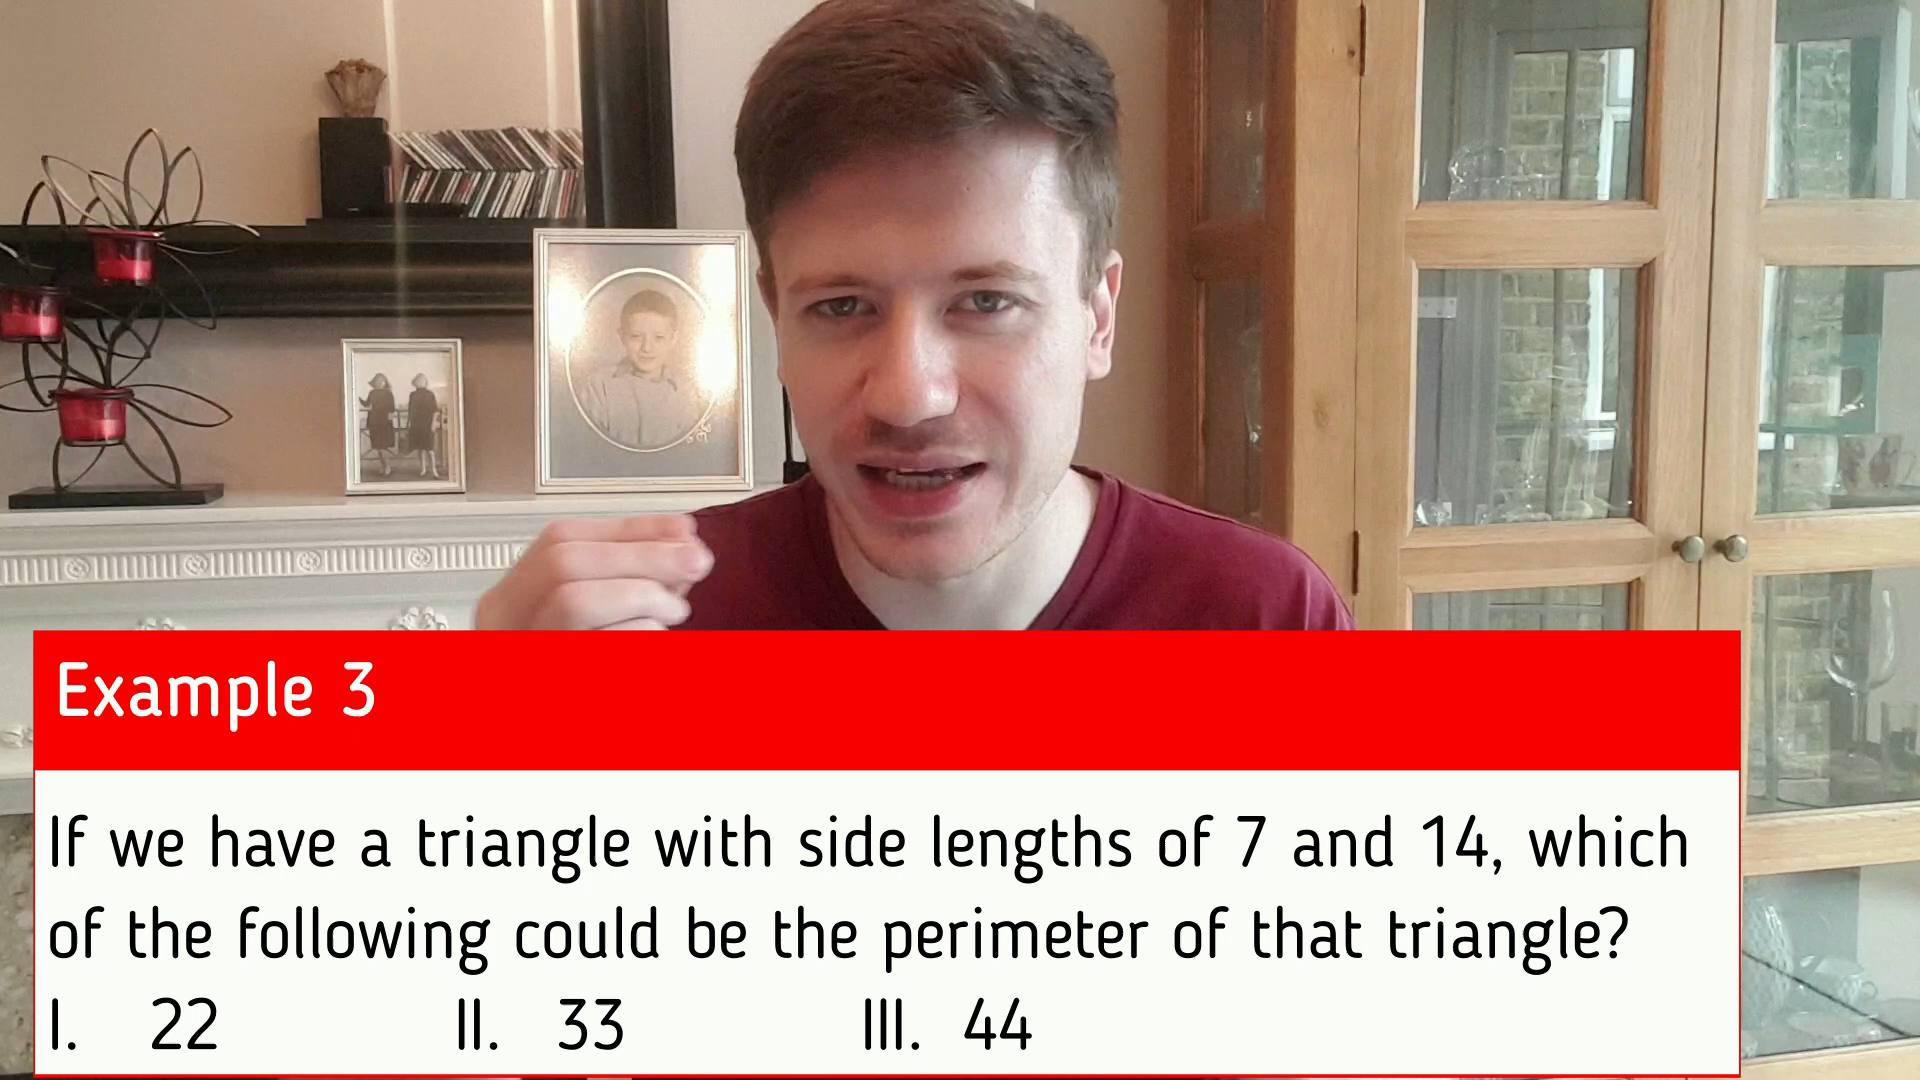 Example 3
If we have a triangle with side lengths of 7 and 14, which
of the following could be the perimeter of that triangle?
I. 22 II. 33 III. 44